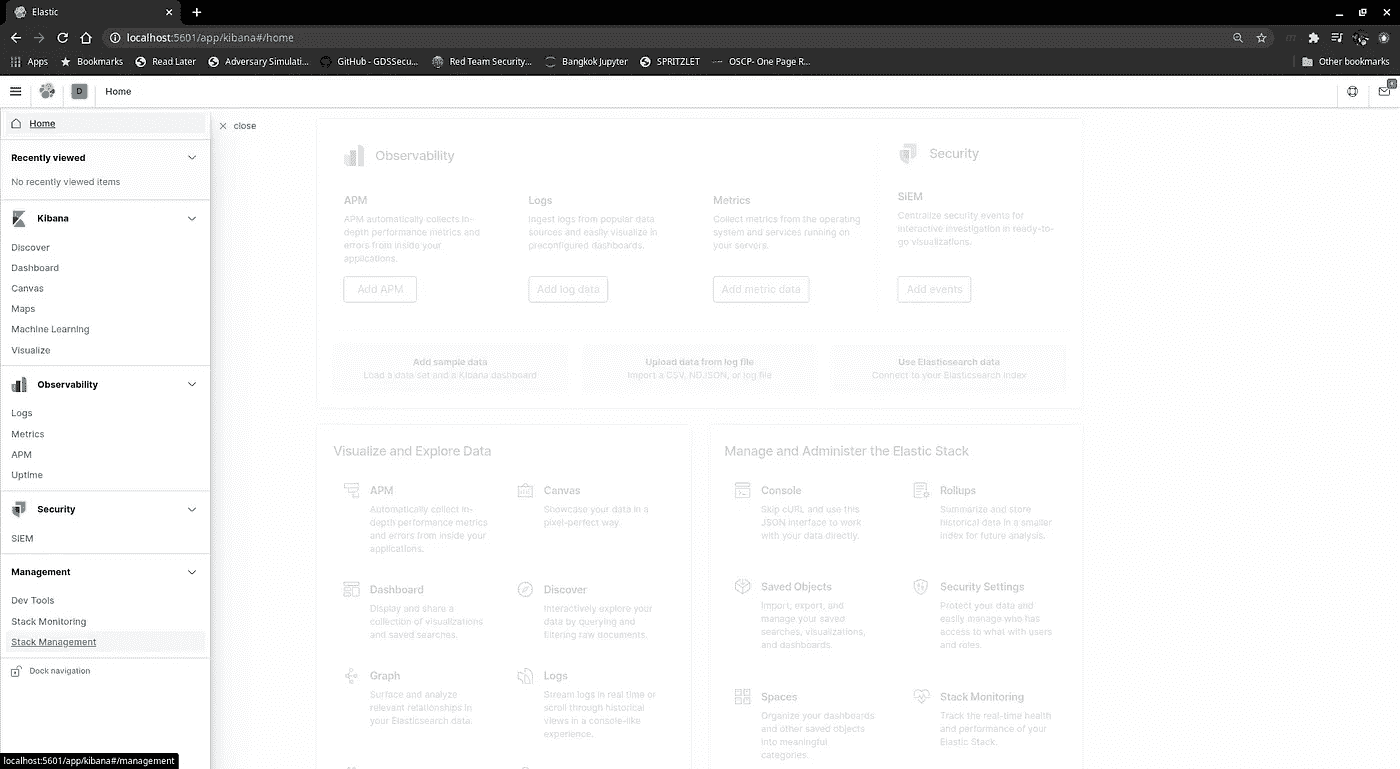 Elastic
localhost:5601/app/kibana#/home
Apps Bookmarks Read Later Adversary Simulati... GitHub - GDSSecu... Red Team Security... Bangkok Jupyter SPRITZLET OSCP- One Page R... Other bookmarks
D Home
Home
close
Recently viewed
No recently viewed items
Kibana
Discover
Dashboard
Canvas
Maps
Machine Learning
Visualize
Observability
Logs
Metrics
APM
Uptime
Security
SIEM
Management
Dev Tools
Stack Monitoring
Stack Management
Dock navigation
localhost:5601/app/kibana#/management
Observability
APM
APM automatically collects in-
depth performance metrics and
errors from inside your
applications.
Add APM
Logs
Ingest logs from popular data
sources and easily visualize in
preconfigured dashboards.
Add log data
Metrics
Collect metrics from the operating
system and services running on
your servers.
Add metric data
Security
SIEM
Centralize security events for
interactive investigation in ready-to-
go visualizations.
Add events
Add sample data
Load a data set and a Kibana dashboard
Upload data from log file
Import a CSV, NDJSON, or log file
Use Elasticsearch data
Connect to your Elasticsearch index
Visualize and Explore Data
APM
Automatically collect in-
depth performance metrics
and errors from inside your
applications.
Canvas
Showcase your data in a
pixel-perfect way.
Dashboard
Display and share a
collection of visualizations
and saved searches.
Discover
Interactively explore your
data by querying and
filtering raw documents.
Graph
Surface and analyze
relevant relationships in
your Elasticsearch data.
Logs
Stream logs in real time or
scroll through historical
views in a console-like
experience.
Manage and Administer the Elastic Stack
Console
Skip cURL and use this
JSON interface to work
with your data directly.
Rollups
Summarize and store
historical data in a smaller
index for future analysis.
Saved Objects
Import, export, and
manage your saved
searches, visualizations,
and dashboards.
Security Settings
Protect your data and
easily manage who has
access to what with users
and roles.
Spaces
Organize your dashboards
and other saved objects
into meaningful
categories.
Stack Monitoring
Track the real-time health
and performance of your
Elastic Stack.